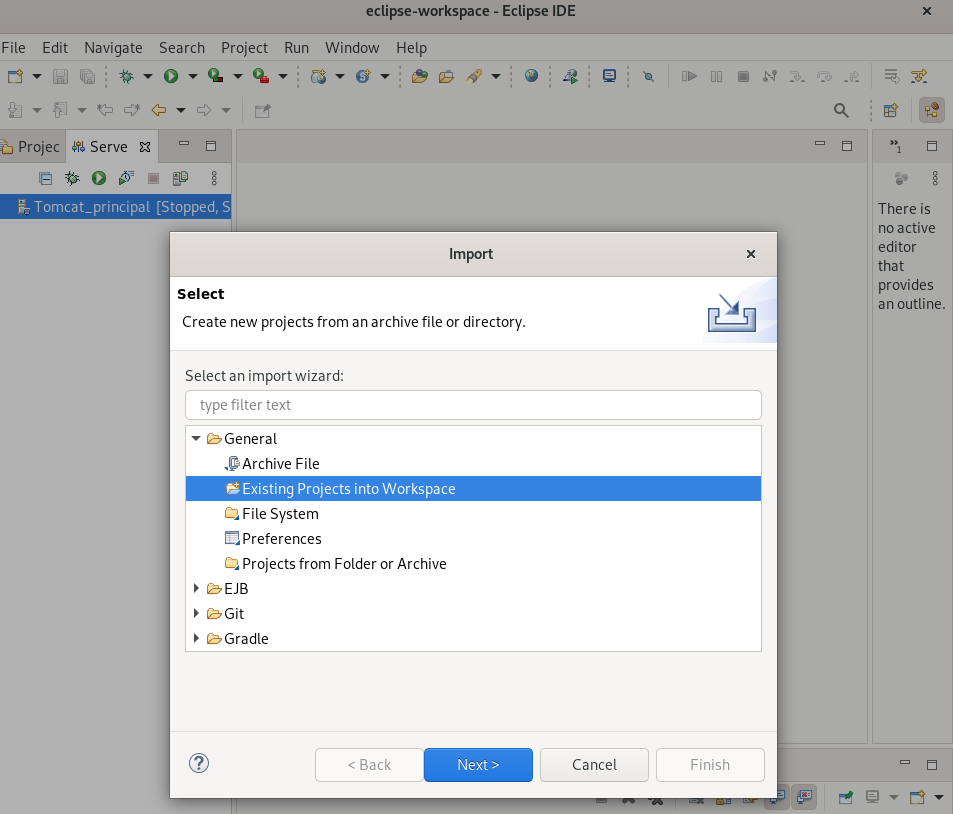 eclipse-workspace - Eclipse IDE
File Edit Navigate Search Project Run Window Help
Projec Serve
Tomcat_principal [Stopped, S
1
There is
no active
editor
that
provides
an outline.
Import
Select
Create new projects from an archive file or directory.
Select an import wizard:
type filter text
General
Archive File
Existing Projects into Workspace
File System
Preferences
Projects from Folder or Archive
EJB
Git
Gradle
< Back Next > Cancel Finish